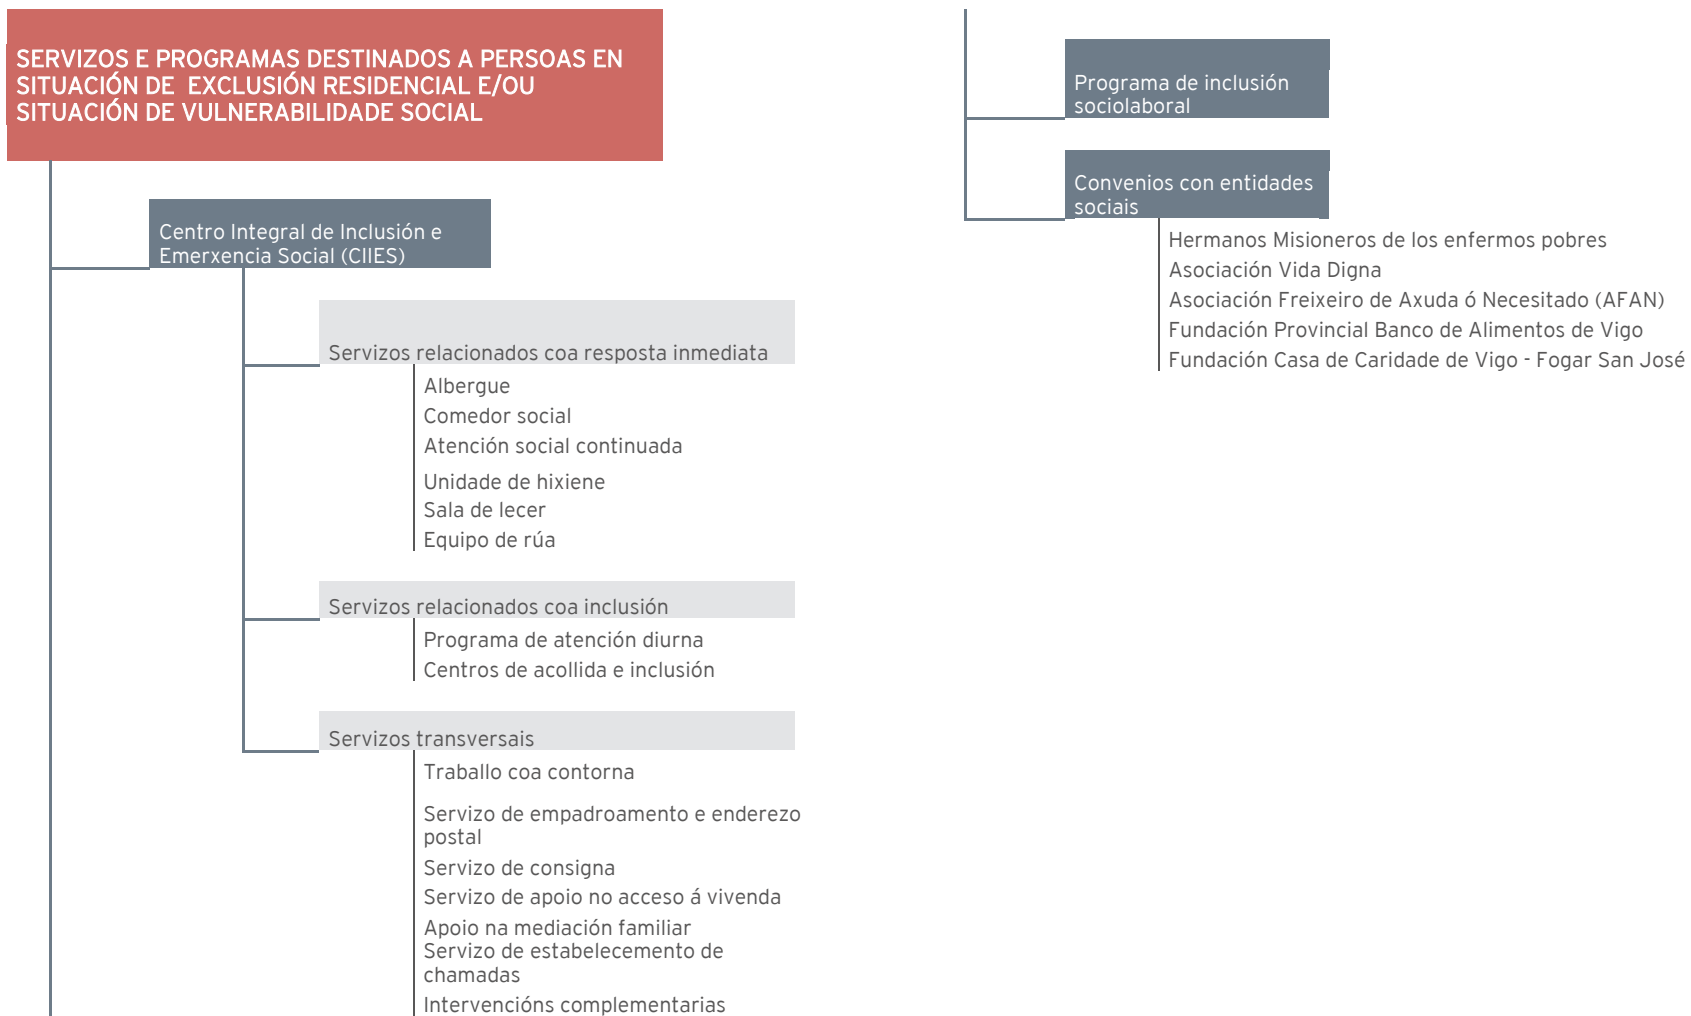 SERVIZOS E PROGRAMAS DESTINADOS A PERSOAS EN
SITUACIÓN DE EXCLUSIÓN RESIDENCIAL E/OU
SITUACIÓN DE VULNERABILIDADE SOCIAL
Centro Integral de Inclusión e
Emerxencia Social (CIIES)
Servizos relacionados coa resposta inmediata
Albergue
Comedor social
Atención social continuada
Unidade de hixiene
Sala de lecer
Equipo de rúa
Servizos relacionados coa inclusión
Programa de atención diurna
Centros de acollida e inclusión
Servizos transversais
Traballo coa contorna
Servizo de empadroamento e enderezo
postal
Servizo de consigna
Servizo de apoio no acceso á vivenda
Apoio na mediación familiar
Servizo de estabelecemento de
chamadas
Intervencións complementarias
Programa de inclusión
sociolaboral
Convenios con entidades
sociais
Hermanos Misioneros de los enfermos pobres
Asociación Vida Digna
Asociación Freixeiro de Axuda ó Necesitado (AFAN)
Fundación Provincial Banco de Alimentos de Vigo
Fundación Casa de Caridade de Vigo - Fogar San José